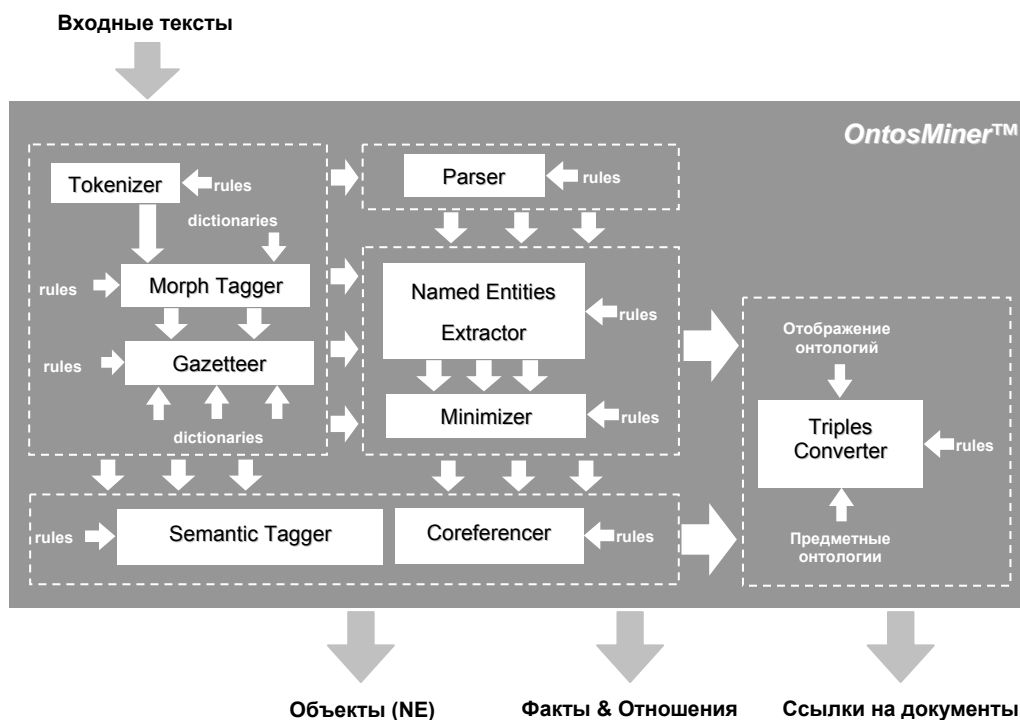 Входные тексты
OntosMiner™
Tokenizer
rules
dictionaries
rules
Morph Tagger
rules
Gazetteer
dictionaries
Parser
rules
Named Entities
Extractor
rules
Minimizer
rules
rules
Semantic Tagger
Coreferencer
rules
Отображение
онтологий
Triples
Converter
rules
Предметные
онтологии
Объекты (NE)
Факты & Отношения
Ссылки на документы